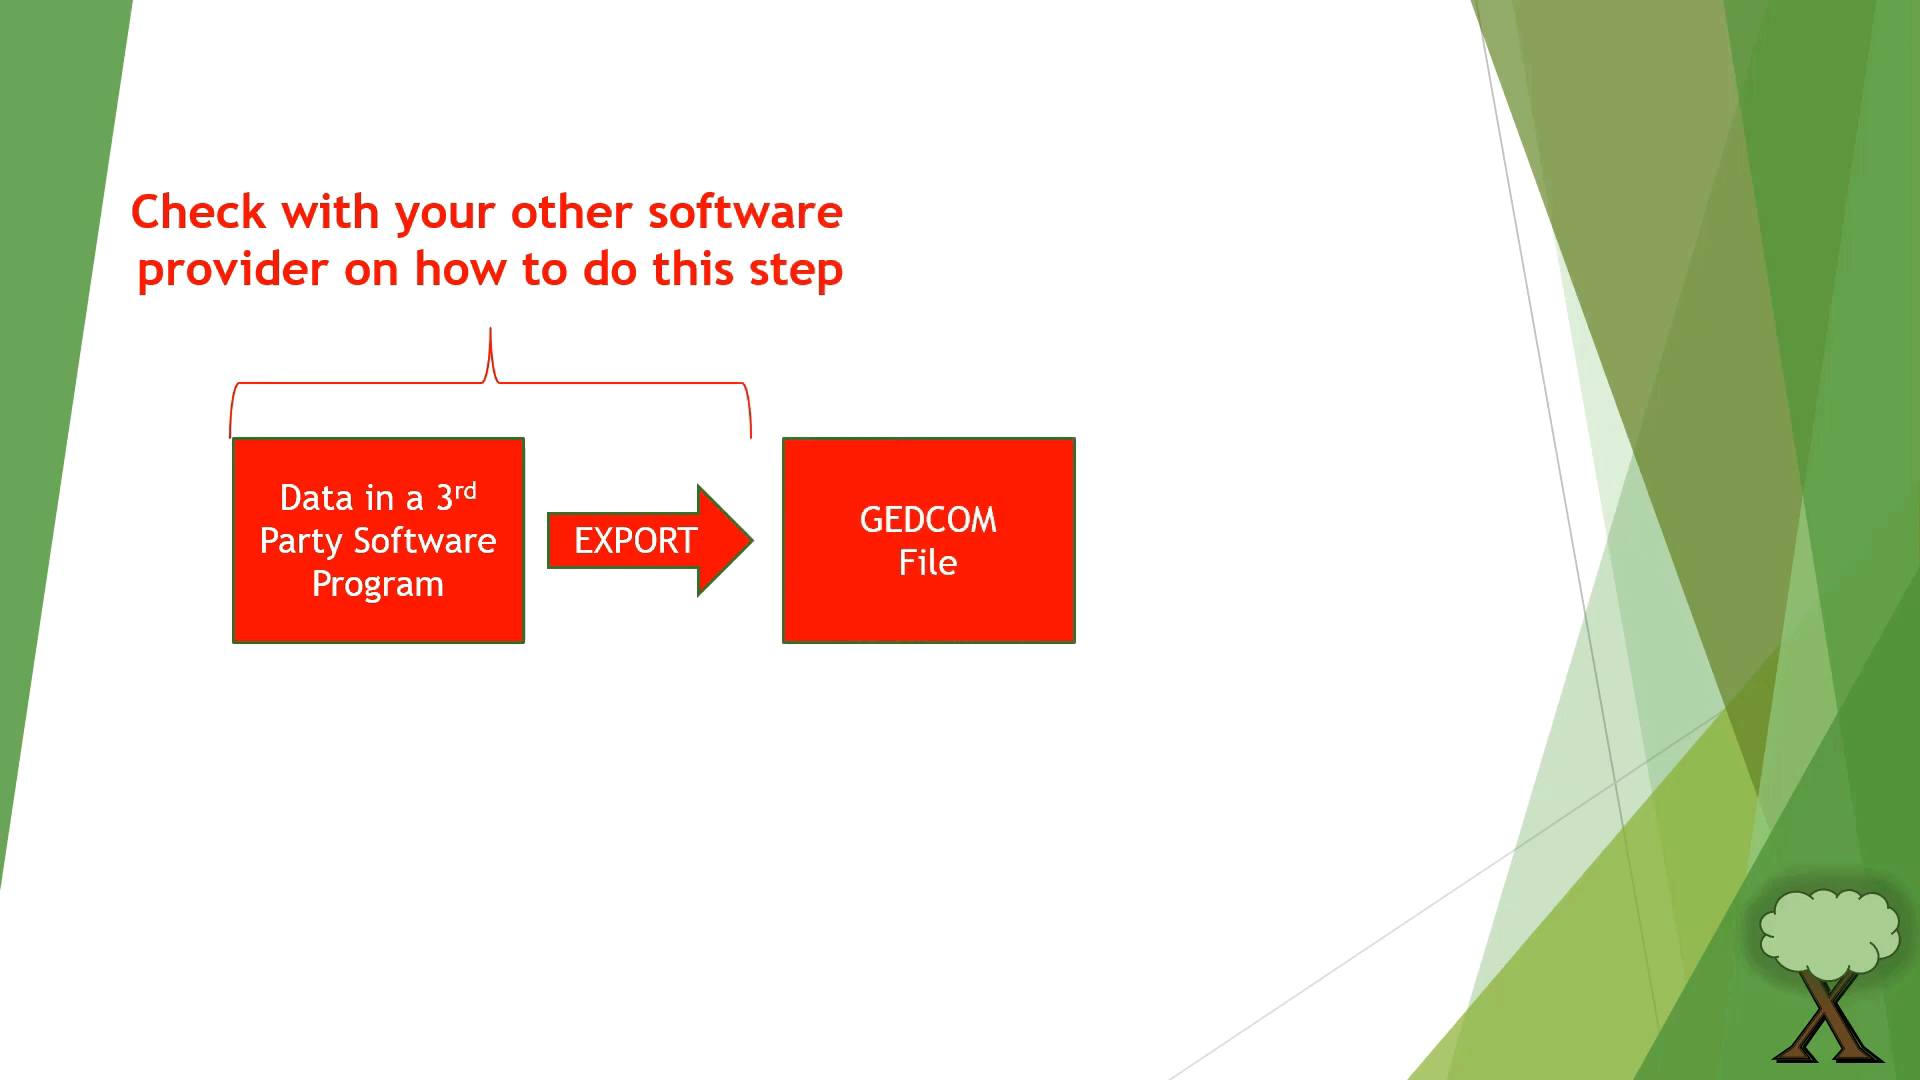 Check with your other software
provider on how to do this step
Data in a 3rd
Party Software
Program
EXPORT
GEDCOM
File